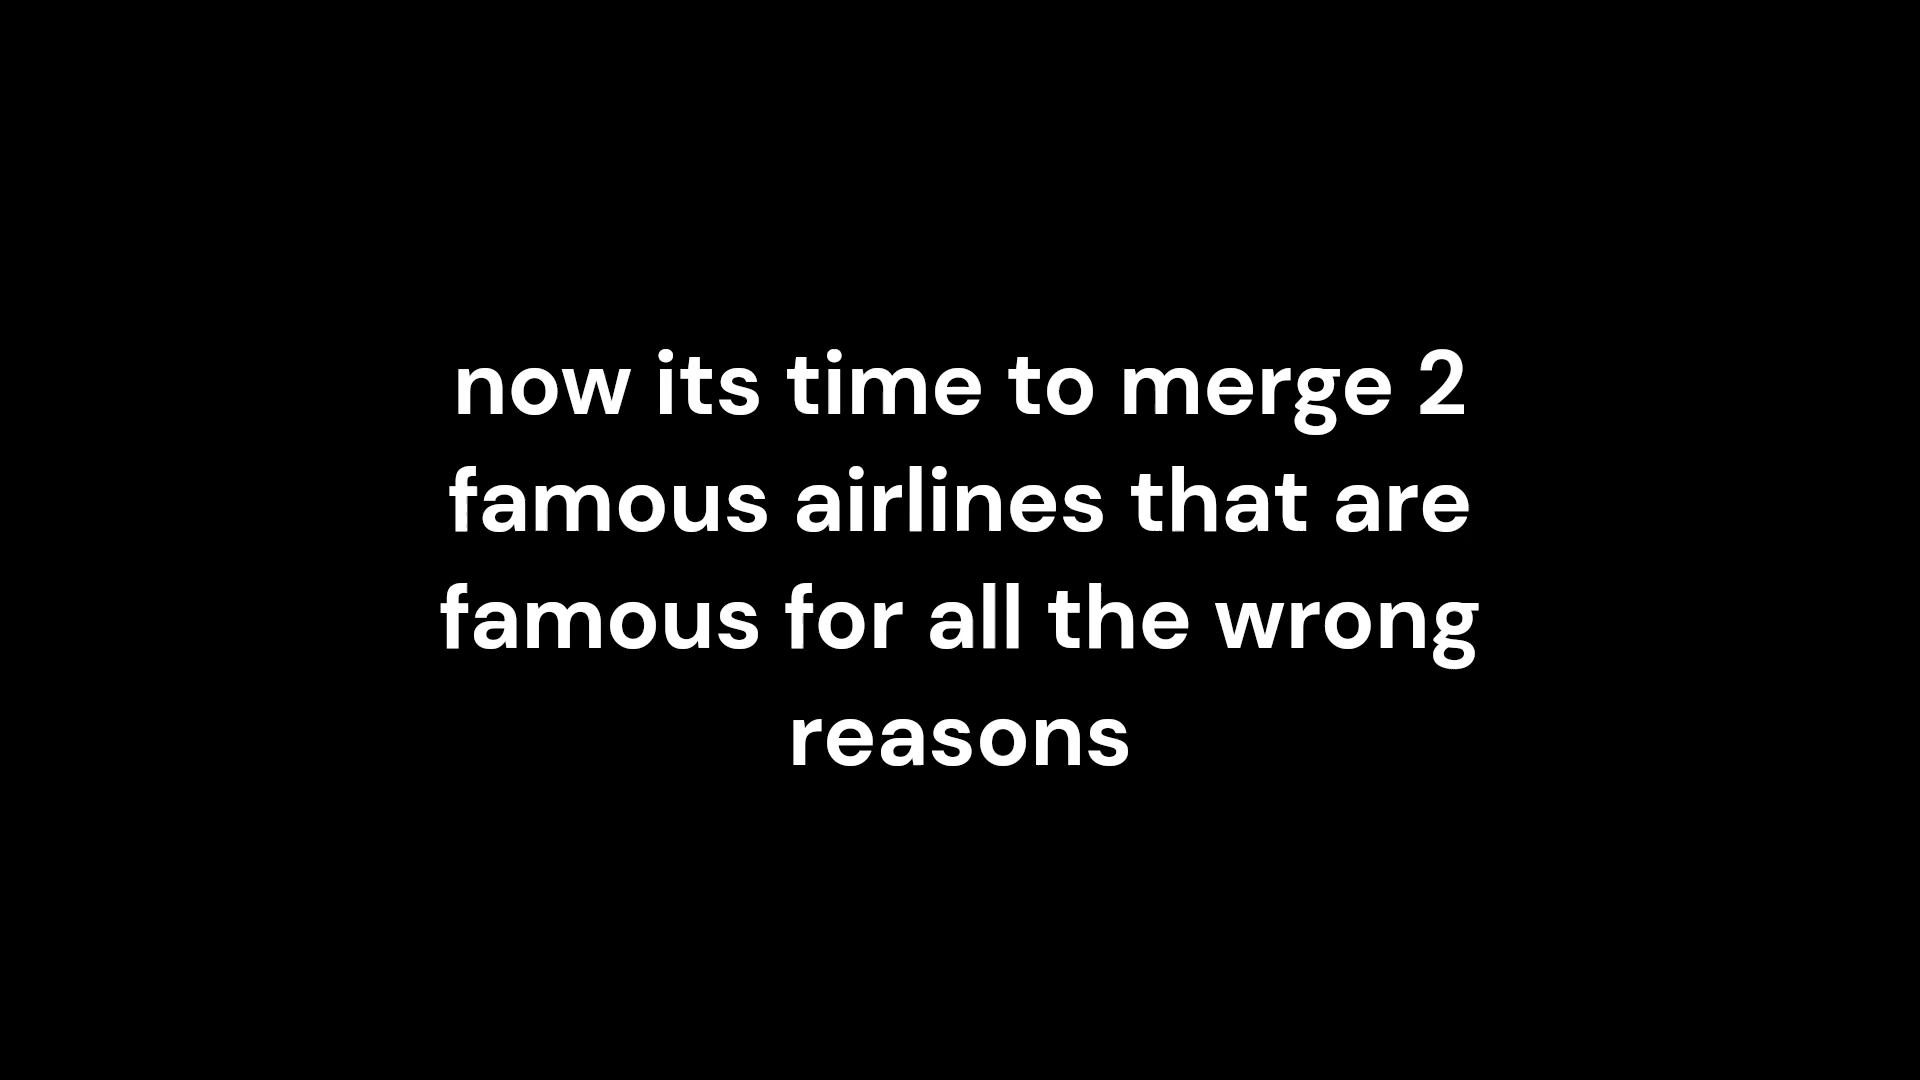 now its time to merge 2
famous airlines that are
famous for all the wrong
reasons